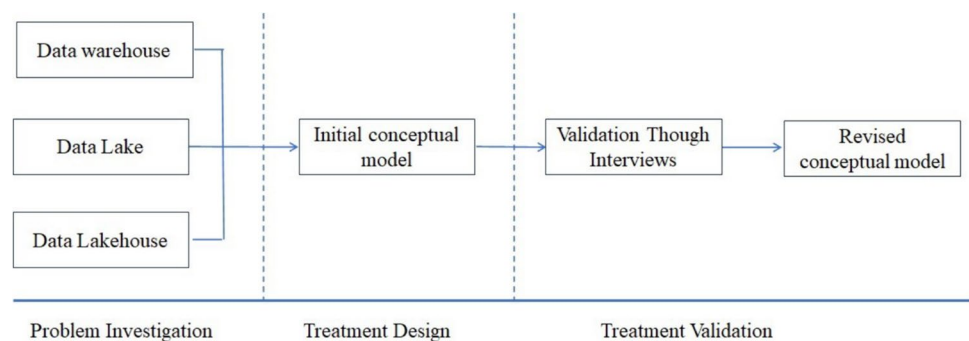 Data warehouse
Data Lake
Data Lakehouse
Initial conceptual
model
Validation Though
Interviews
Revised
conceptual model
Problem Investigation
Treatment Design
Treatment Validation